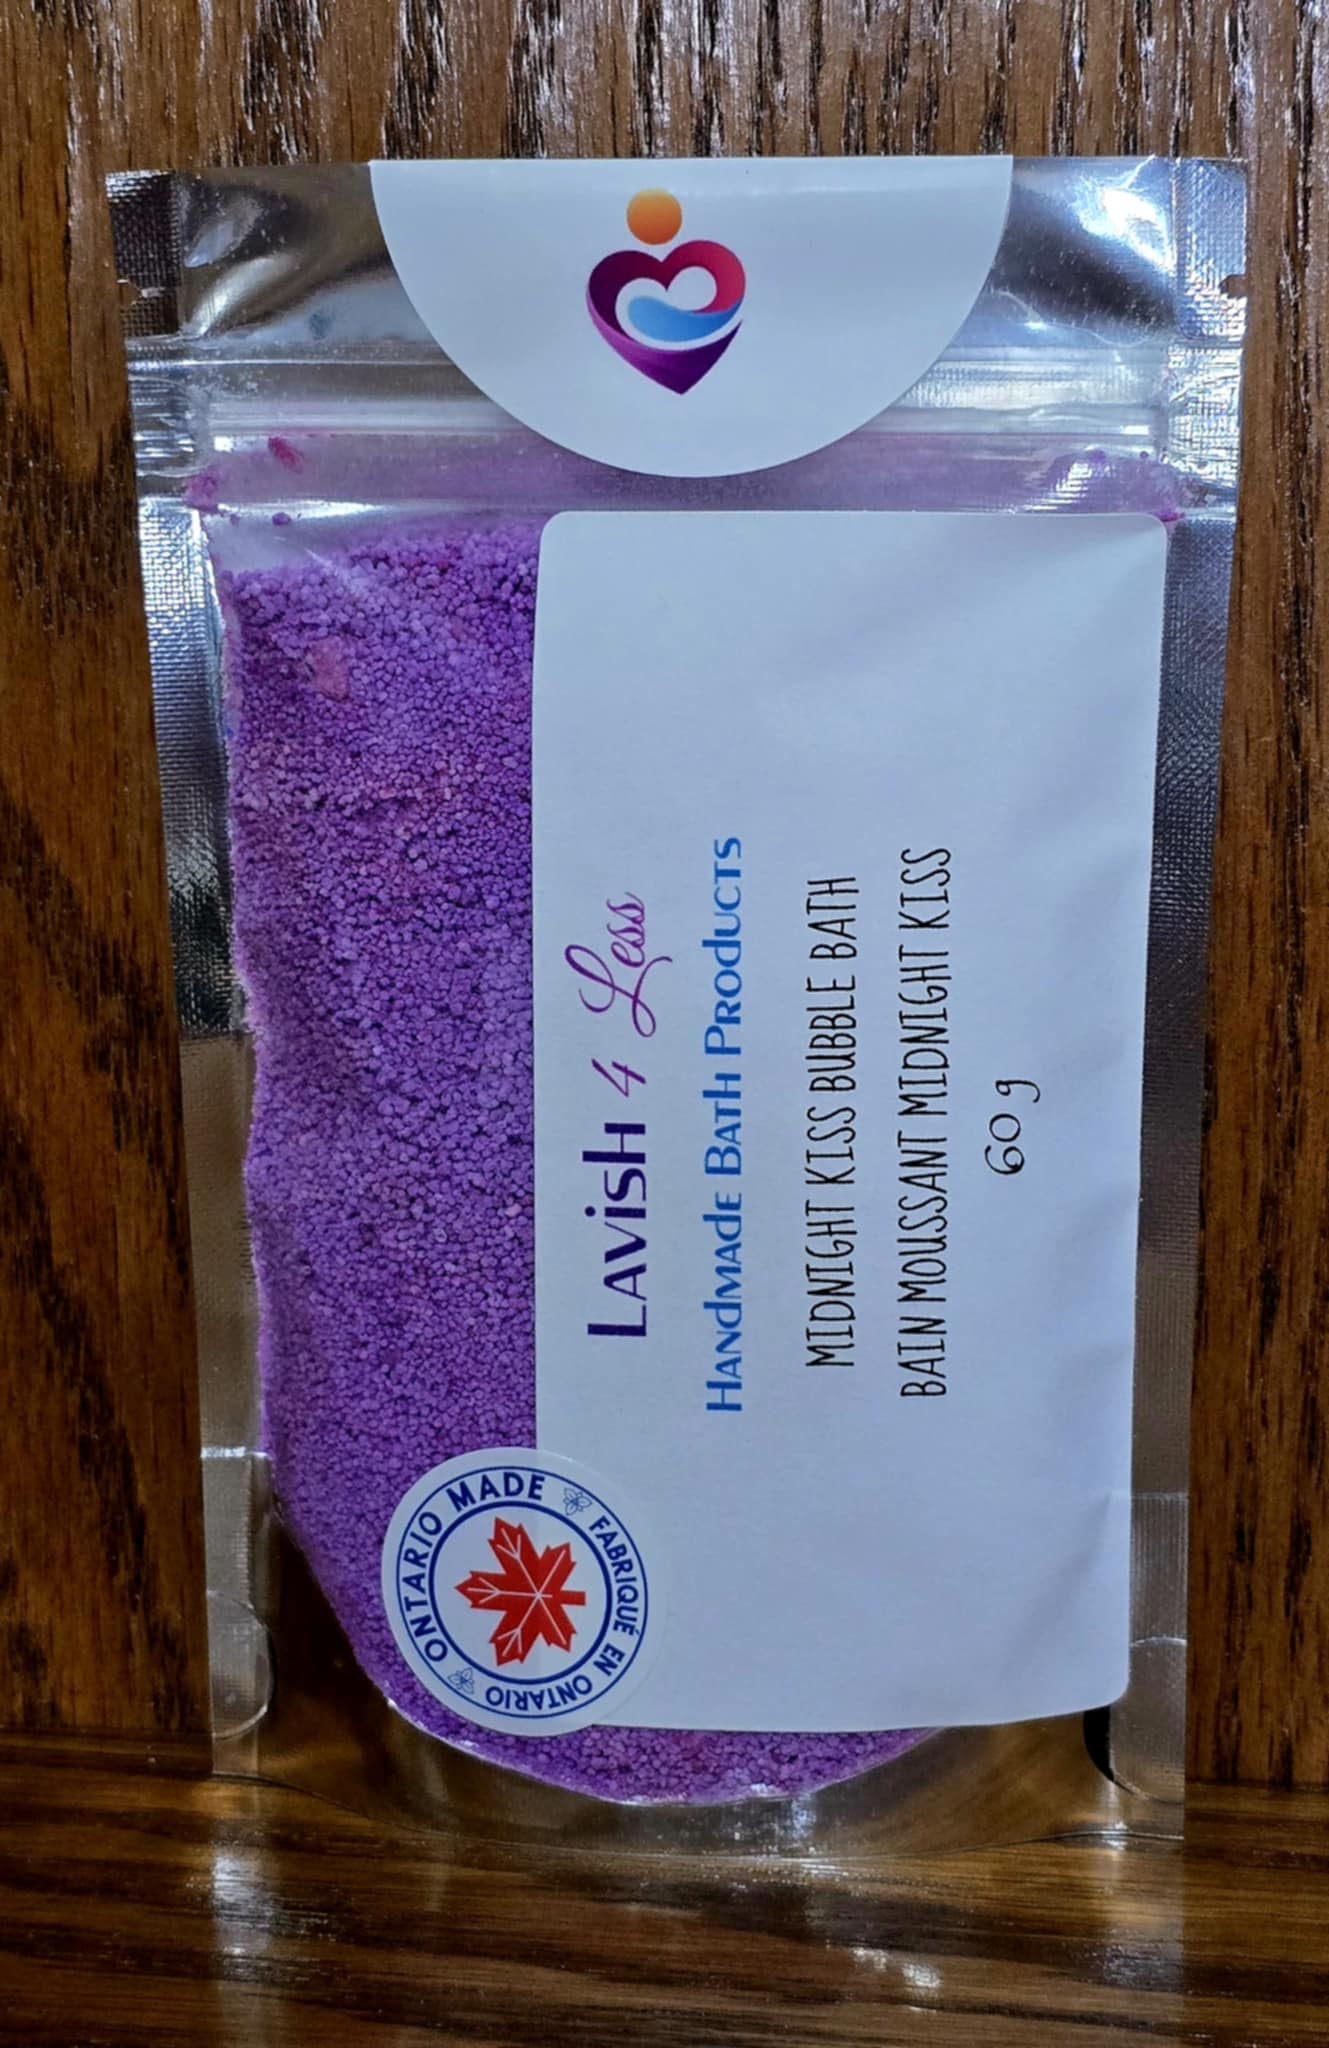 Lavish 4 Less
Handmade Bath Products
MIDNIGHT KISS BUBBLE BATH
BAIN MOUSSANT MIDNIGHT KISS
60 g
ONTARIO MADE
FABRIQUÉ EN ONTARIO